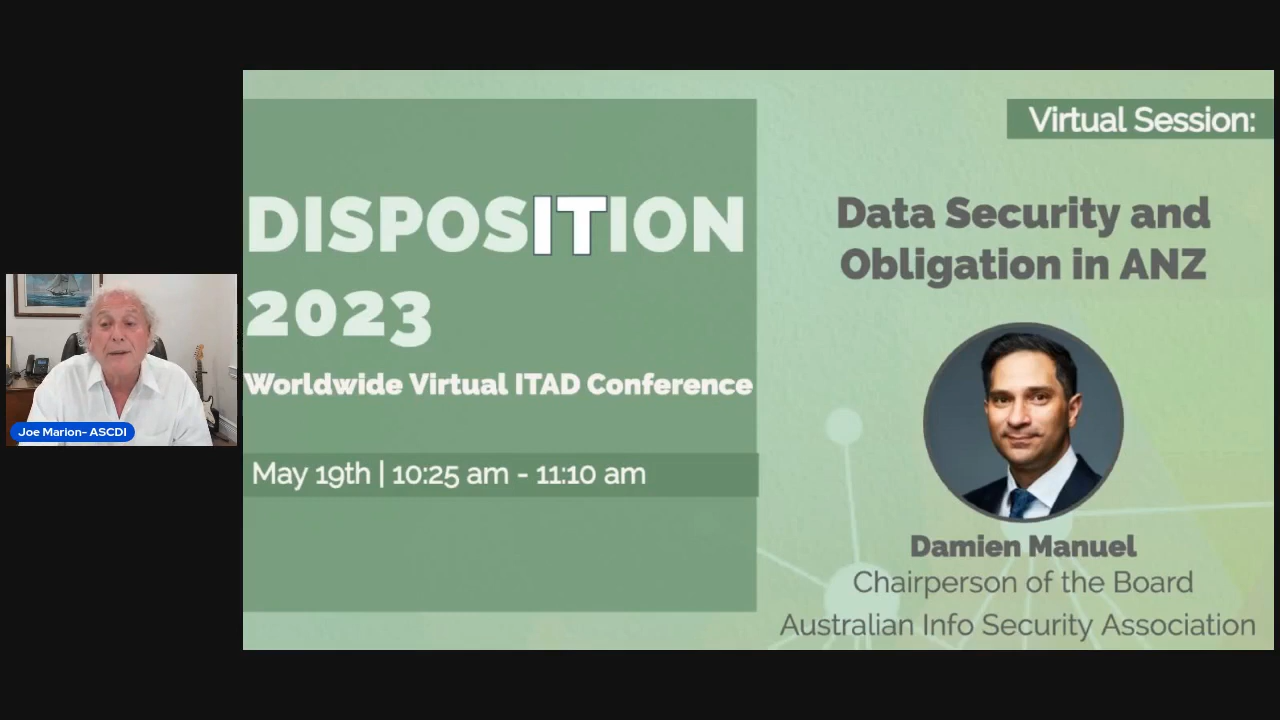 Joe Marion- ASCDI
DISPOSITION
2023
Worldwide Virtual ITAD Conference
May 19th | 10:25 am - 11:10 am
Virtual Session:
Data Security and
Obligation in ANZ
Damien Manuel
Chairperson of the Board
Australian Info Security Association